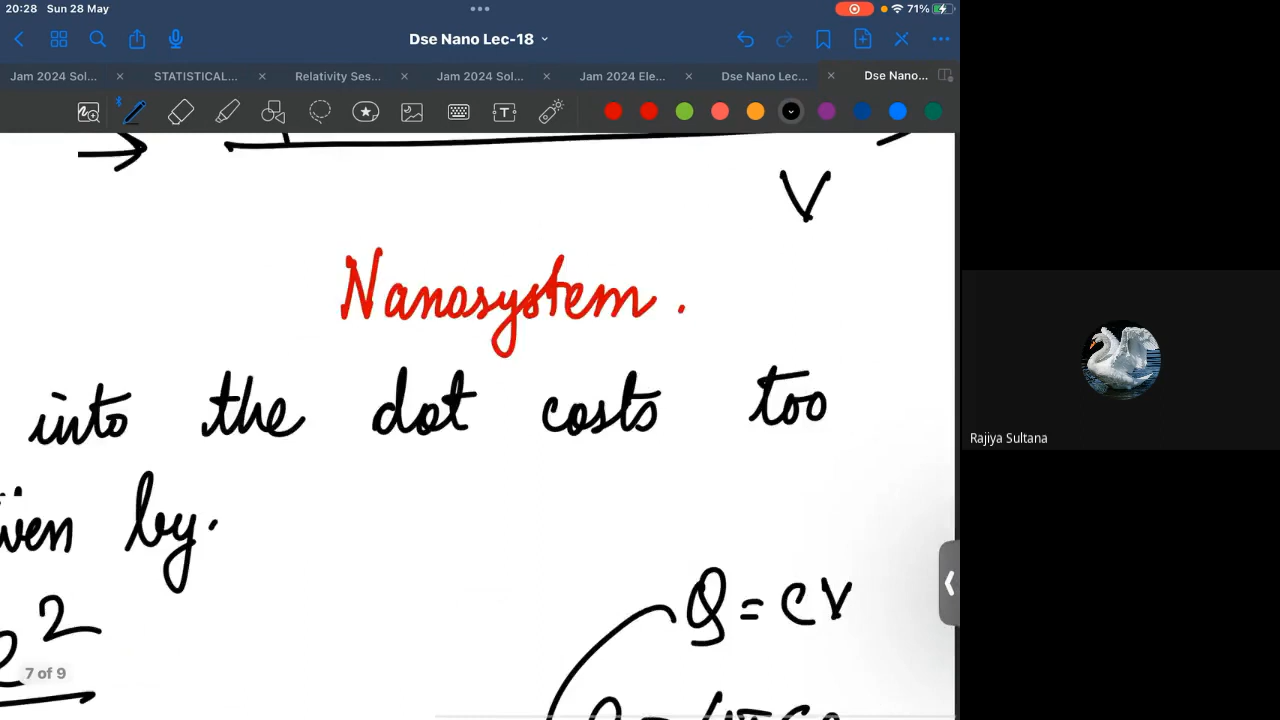 20:28 Sun 28 May
71%
Dse Nano Lec-18
Jam 2024 Sol...
STATISTICAL...
Relativity Ses...
Jam 2024 Sol...
Jam 2024 Ele...
Dse Nano Lec...
Dse Nano...
V
Nanosystem.
into the dot costs too
by.
Q = CV
e²
7 of 9
Rajiya Sultana